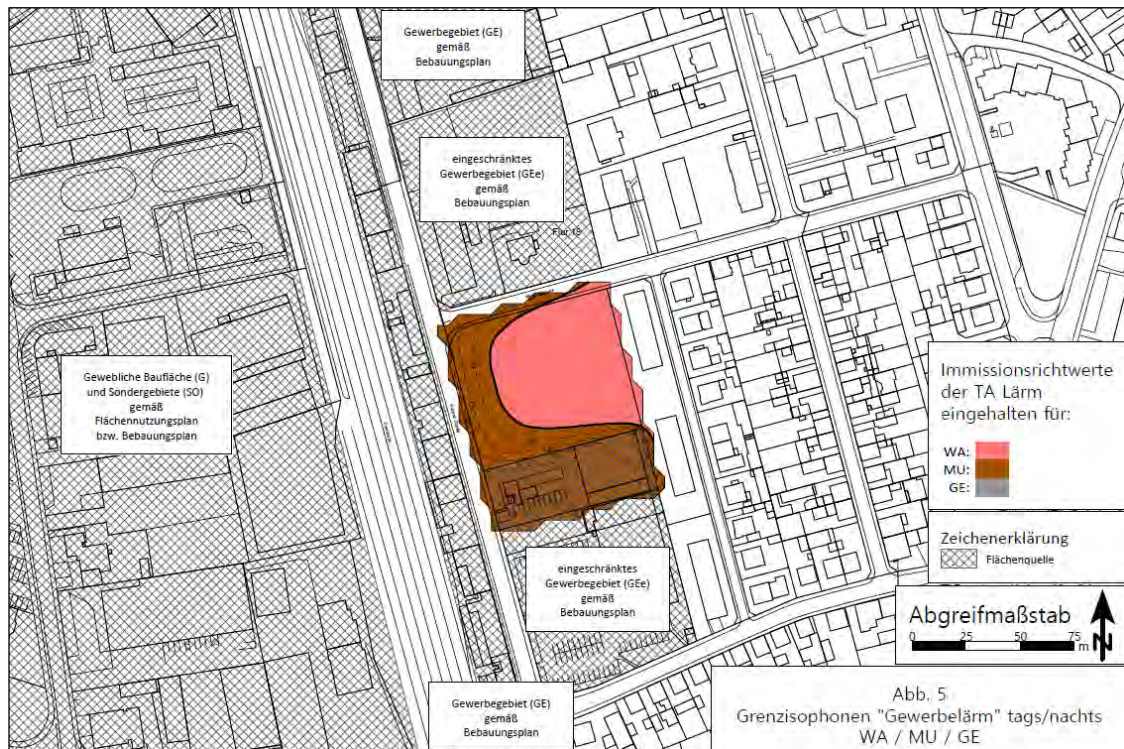 Gewerbegebiet (GE)
gemäß
Bebauungsplan
eingeschränktes
Gewerbegebiet (GEe)
gemäß
Bebauungsplan
Flur 18
Gewebliche Baufläche (G)
und Sondergebiete (SO)
gemäß
Flächennutzungsplan
bzw. Bebauungsplan
Immissionsrichtwerte
der TA Lärm
eingehalten für:
WA:
MU:
GE:
Zeichenerklärung
Flächenquelle
eingeschränktes
Gewerbegebiet (GEe)
gemäß
Bebauungsplan
Abgreifmaßstab
0 25 50 75
m
N
Gewerbegebiet (GE)
gemäß
Bebauungsplan
Abb. 5
Grenzisophonen "Gewerbelärm" tags/nachts
WA / MU / GE